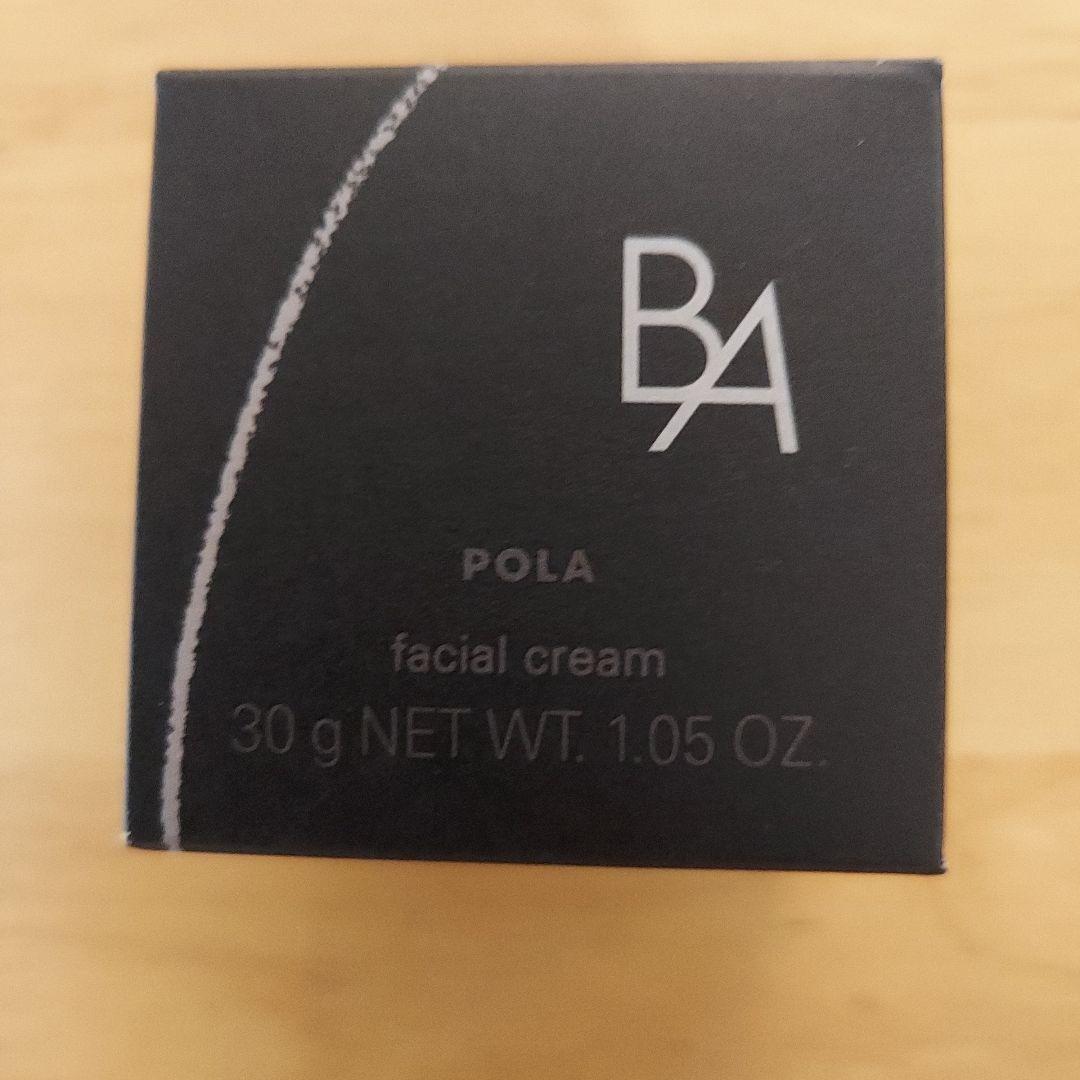 BA
POLA
facial cream
30 g NET WT. 1.05 OZ.